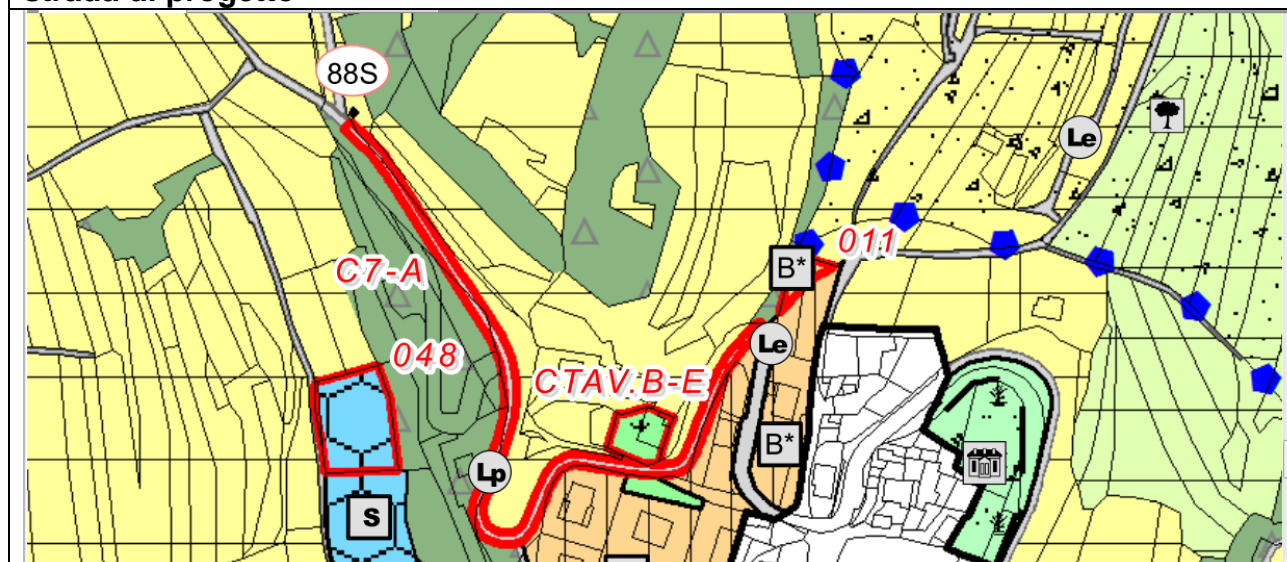 strada di progetto
88S
Le
011
B*
C7-A
048
Le
CTAV.B-E
B*
Lp
S